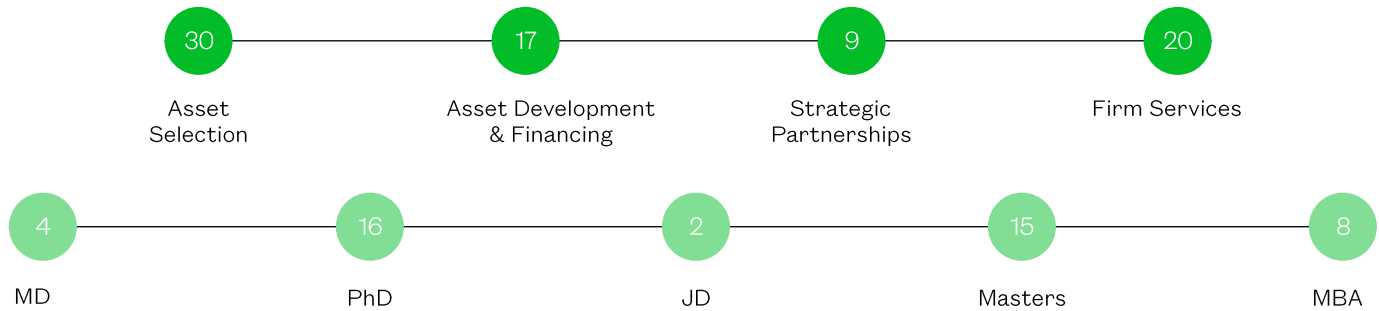 30 17 9 20
Asset Asset Development Strategic Firm Services
Selection & Financing Partnerships
4 16 2 15 8
MD PhD JD Masters MBA